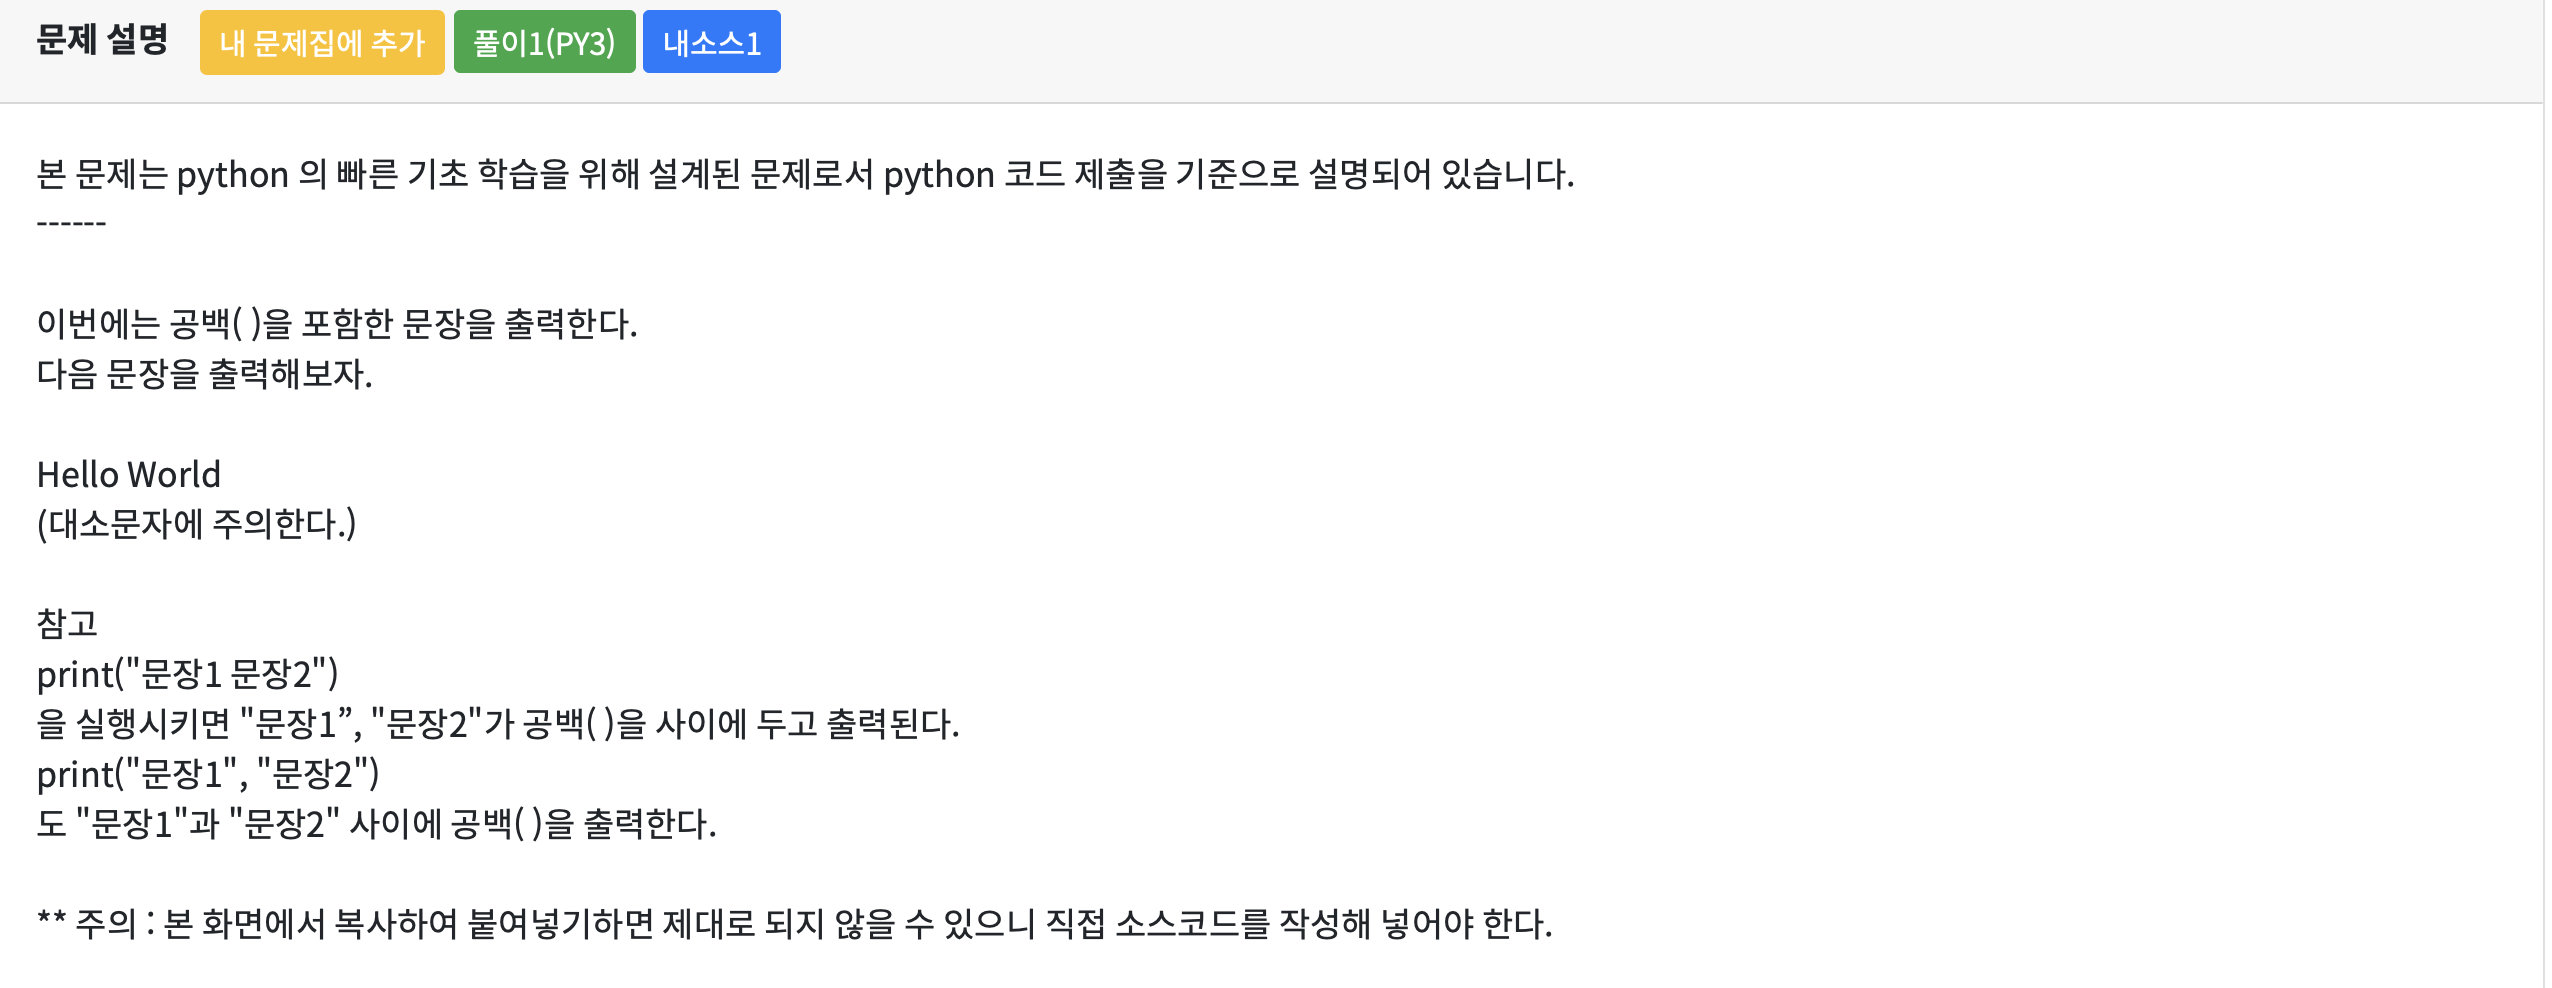 문제 설명 내 문제집에 추가 풀이1(PY3) 내소스1
본 문제는 python 의 빠른 기초 학습을 위해 설계된 문제로서 python 코드 제출을 기준으로 설명되어 있습니다.
------
이번에는 공백( )을 포함한 문장을 출력한다.
다음 문장을 출력해보자.
Hello World
(대소문자에 주의한다.)
참고
print("문장1 문장2")
을 실행시키면 "문장1”, "문장2"가 공백( )을 사이에 두고 출력된다.
print("문장1", "문장2")
도 "문장1"과 "문장2" 사이에 공백( )을 출력한다.
** 주의 : 본 화면에서 복사하여 붙여넣기하면 제대로 되지 않을 수 있으니 직접 소스코드를 작성해 넣어야 한다.